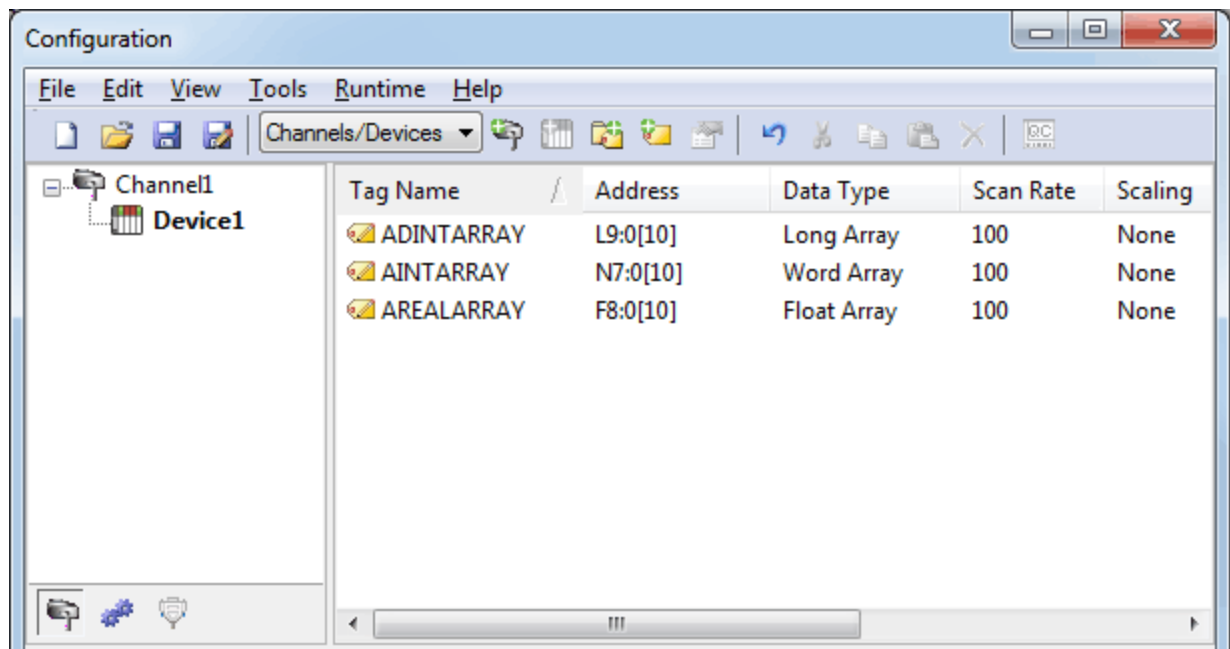 Configuration
File Edit View Tools Runtime Help
Channels/Devices
Channel1
Device1
Tag Name Address Data Type Scan Rate Scaling
ADINTARRAY L9:0[10] Long Array 100 None
AINTARRAY N7:0[10] Word Array 100 None
AREALARRAY F8:0[10] Float Array 100 None